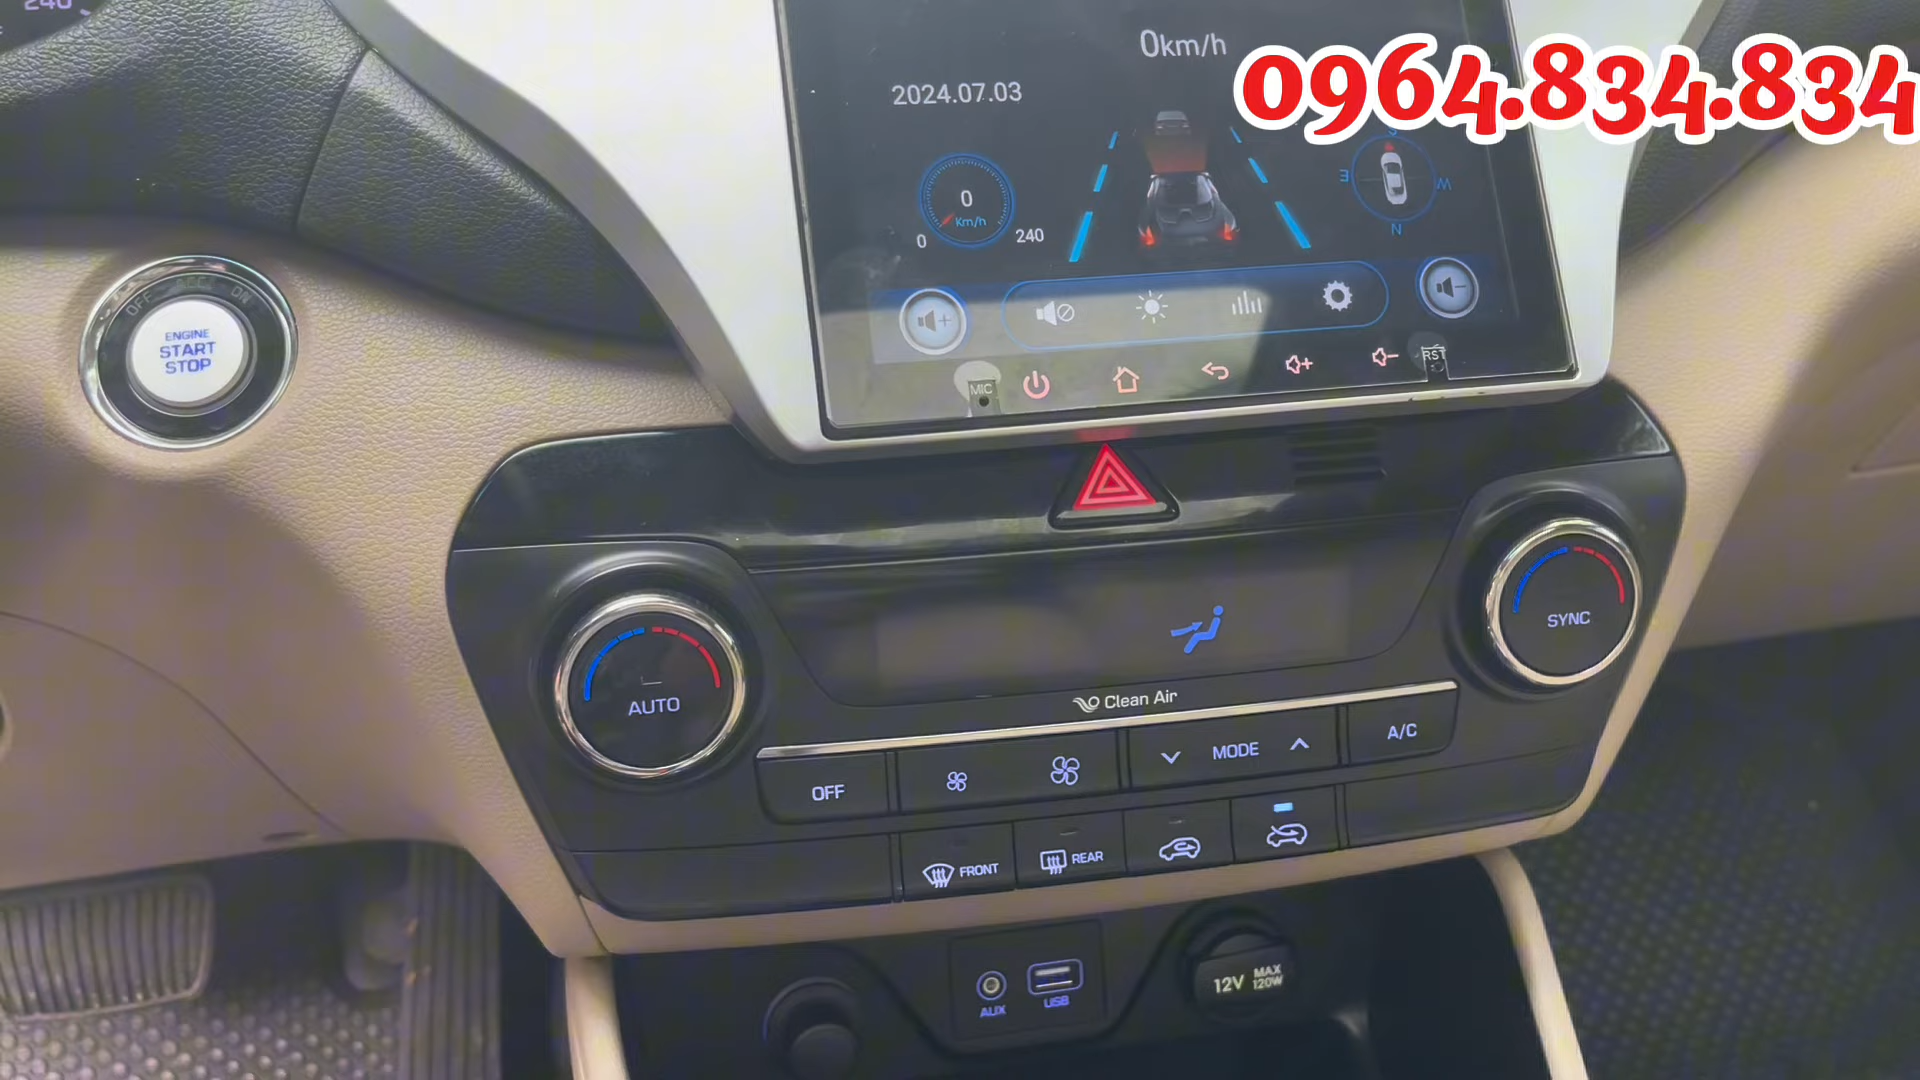 240
0km/h
0964.834.834
2024.07.03
0
Km/h
0
240
S
E
W
N
OFF
ACC
ON
ENGINE
START
STOP
MIC
RST
AUTO
SYNC
Clean Air
OFF
MODE
A/C
FRONT
REAR
AUX
USB
12V MAX
120W